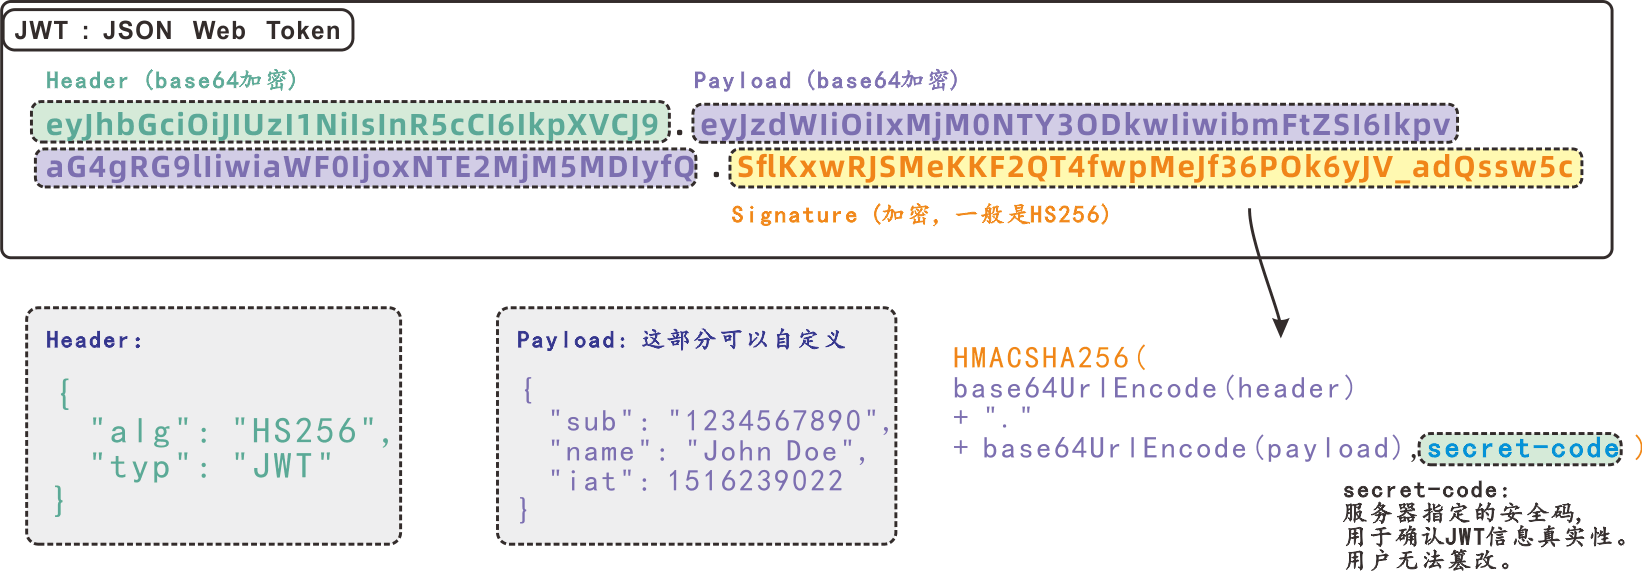 JWT : JSON Web Token
Header (base64加密)
Payload (base64加密)
eyJhbGciOiJIUzI1NiIsInR5cCI6IkpXVCJ9.eyJzdWIiOiIxMjM0NTY3ODkwIiwibmFtZSI6Ikpv
aG4gRG9lIiwiaWF0IjoxNTE2MjM5MDIyfQ.SflKxwRJSMeKKF2QT4fwpMeJf36POk6yJV_adQssw5c
Signature (加密, 一般是HS256)
Header:
{
"alg": "HS256",
"typ": "JWT"
}
Payload: 这部分可以自定义
{
"sub": "1234567890",
"name": "John Doe",
"iat": 1516239022
}
HMACSHA256(
base64UrlEncode(header)
+ "."
+ base64UrlEncode(payload),secret-code )
secret-code:
服务器指定的安全码,
用于确认JWT信息真实性。
用户无法篡改。